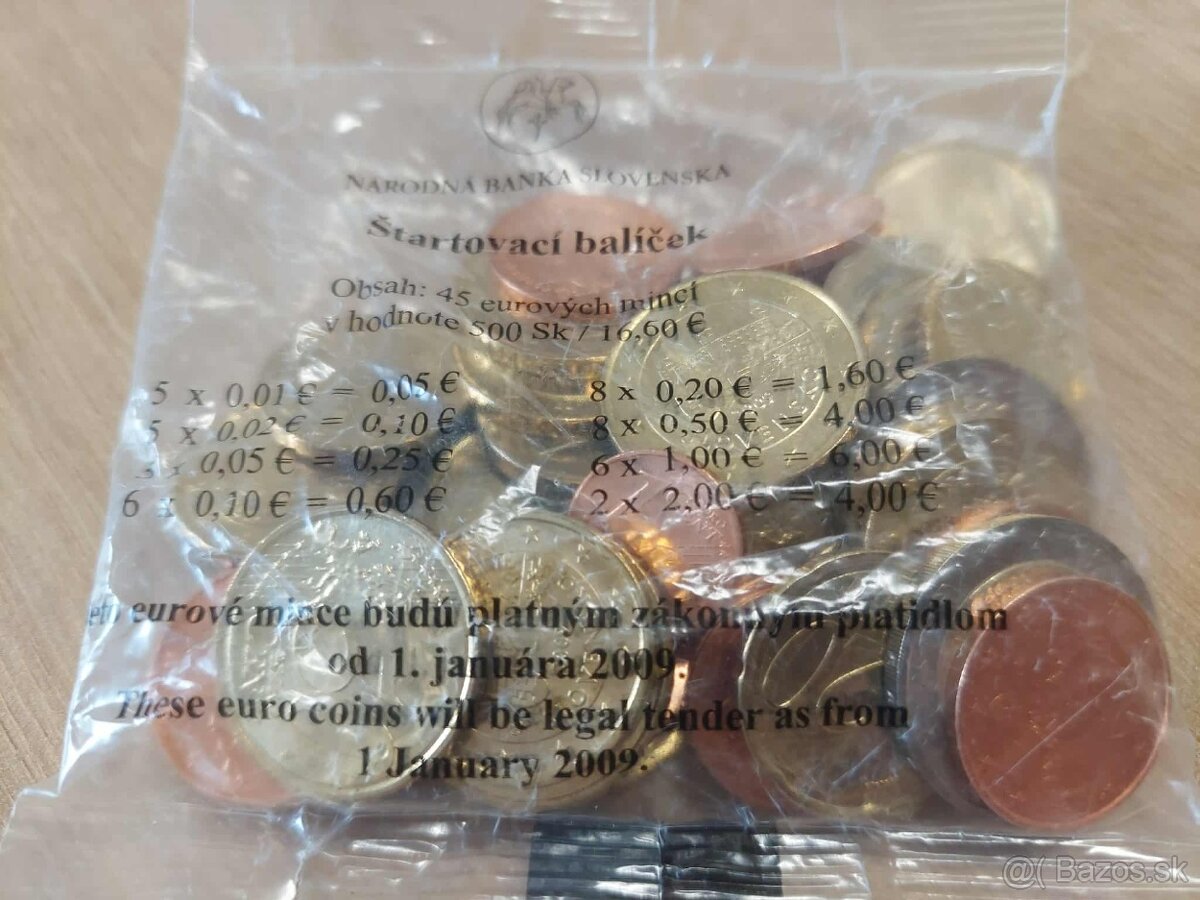 NÁRODNÁ BANKA SLOVENSKA
Štartovací balíček
Obsah: 45 eurových mincí
v hodnote 500 Sk / 16,60 €
5 x 0,01 € = 0,05 €
5 x 0,02 € = 0,10 €
x 0,05 € = 0,25 €
6 x 0,10 € = 0,60 €
8 x 0,20 € = 1,60 €
8 x 0,50 € = 4,00 €
6 x 1,00 € = 6,00 €
2 x 2,00 € = 4,00 €
eurové mince budú platným zákonným platidlom
od 1. januára 2009
These euro coins will be legal tender as from
1 January 2009.
@( Bazos.sk